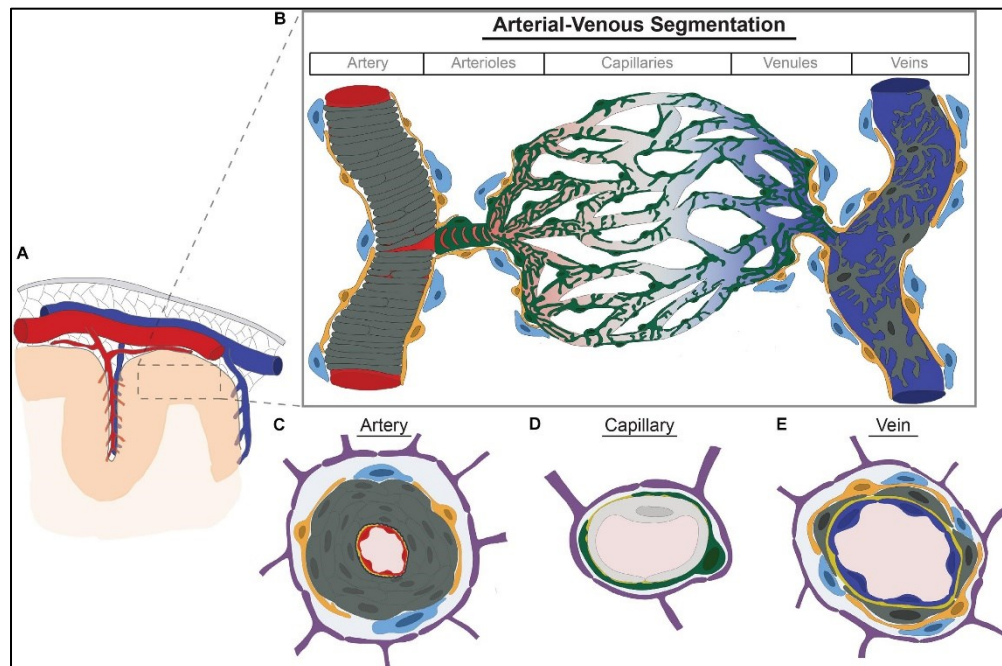 B
Arterial-Venous Segmentation
Artery Arterioles Capillaries Venules Veins
A
C Artery
D Capillary
E Vein